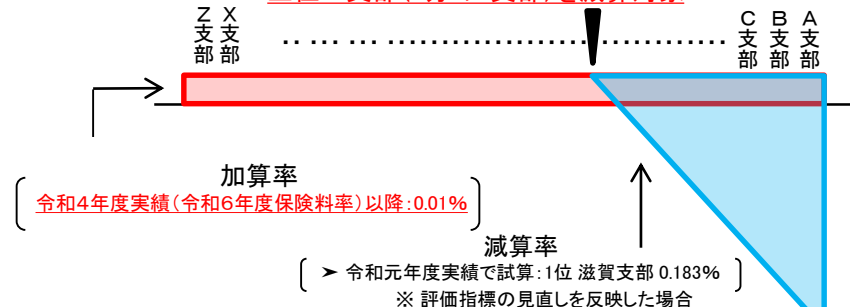 Z支部
X支部
‥ … … ……………………………
C支部
B支部
A支部
加算率
令和4年度実績(令和6年度保険料率)以降:0.01%
減算率
➤ 令和元年度実績で試算:1位 滋賀支部 0.183%
※ 評価指標の見直しを反映した場合